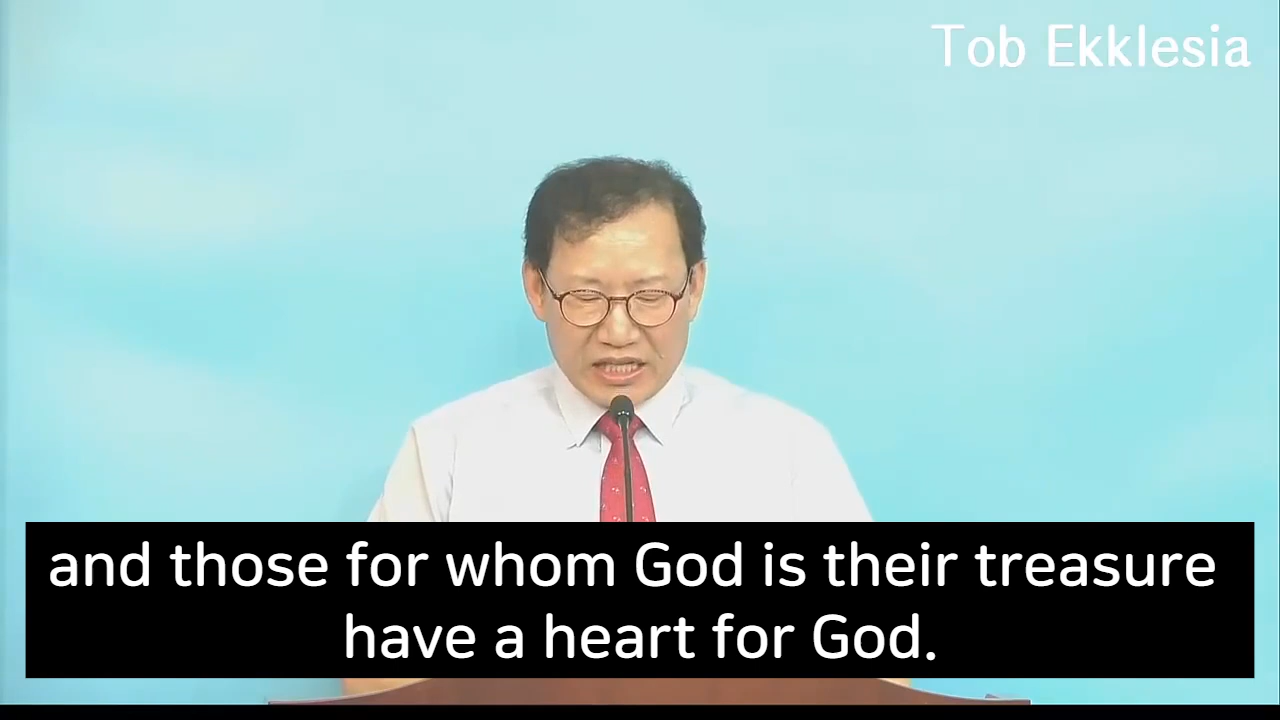 Tob Ekklesia
and those for whom God is their treasure
have a heart for God.